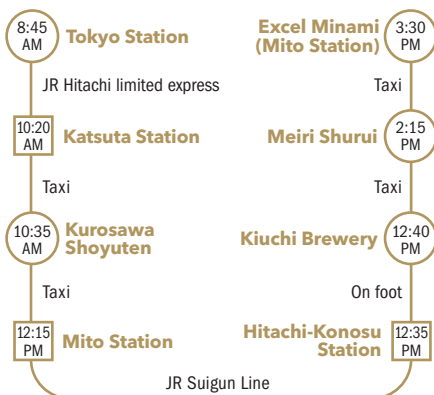 8:45
AM
Tokyo Station
JR Hitachi limited express
10:20
AM
Katsuta Station
Taxi
10:35
AM
Kurosawa
Shoyuten
Taxi
12:15
PM
Mito Station
JR Suigun Line
Hitachi-Konosu
Station
12:35
PM
On foot
Kiuchi Brewery
12:40
PM
Taxi
Meiri Shurui
2:15
PM
Taxi
Excel Minami
(Mito Station)
3:30
PM